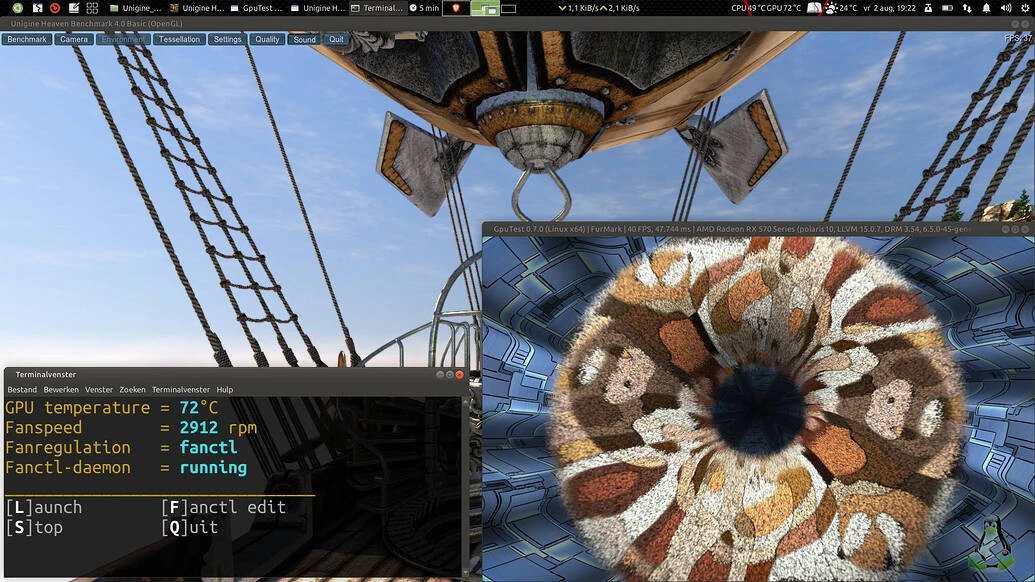 Unigine_... Unigine H... GpuTest ... Unigine H... Terminal... 5 min 1,1 KiB/s 2,1 KiB/s CPU 49 °C GPU 72 °C 24 °C vr 2 aug, 19:22
Unigine Heaven Benchmark 4.0 Basic (OpenGL)
Benchmark Camera Environment Tessellation Settings Quality Sound Quit FPS: 37
GpuTest 0.7.0 (Linux x64) | FurMark | 40 FPS, 47.744 ms | AMD Radeon RX 570 Series (polaris10, LLVM 15.0.7, DRM 3.54, 6.5.0-45-gene
Terminalvenster
Bestand Bewerken Venster Zoeken Terminalvenster Hulp
GPU temperature = 72°C
Fanspeed = 2912 rpm
Fanregulation = fanctl
Fanctl-daemon = running
[L]aunch [F]anctl edit
[S]top [Q]uit